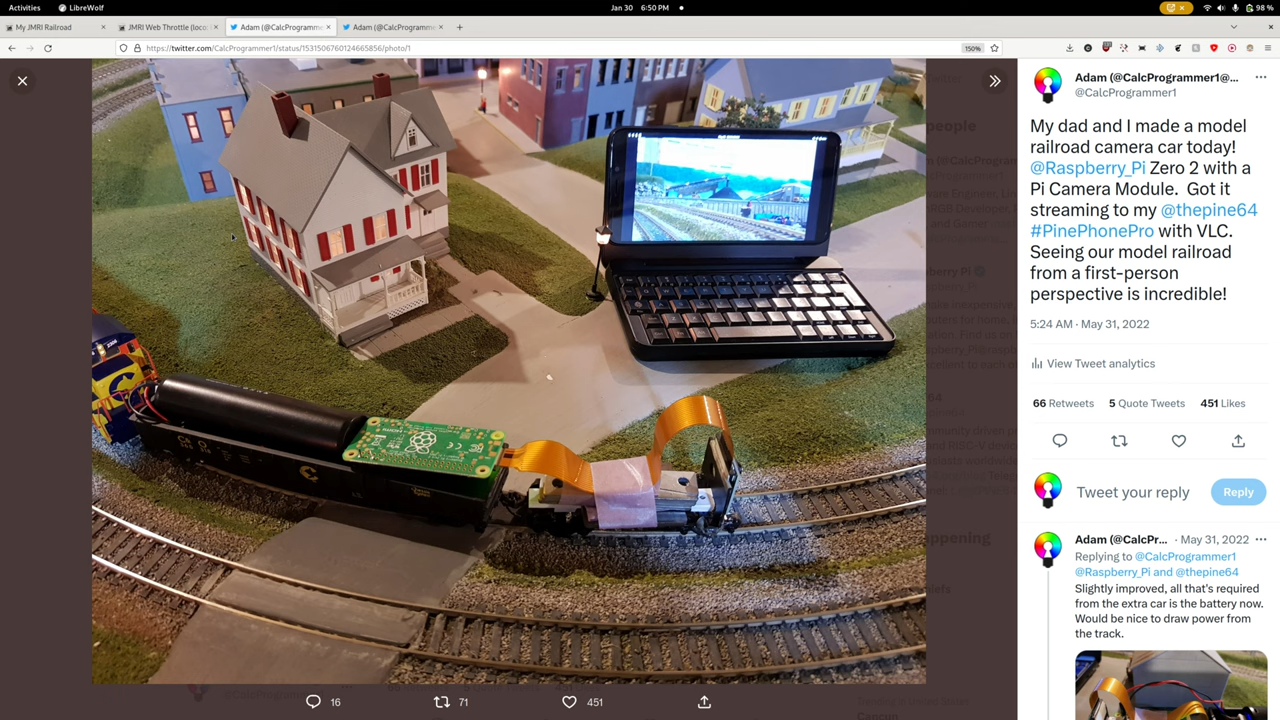 Activities
LibreWolf
Jan 30 6:50 PM
98 %
My JMRI Railroad
JMRI Web Throttle (loco
Adam (@CalcProgramme
Adam (@CalcProgramme
https://twitter.com/CalcProgrammer1/status/1531506760124665856/photo/1
150%
Adam (@CalcProgrammer1@...
@CalcProgrammer1
My dad and I made a model
railroad camera car today!
@Raspberry_Pi Zero 2 with a
Pi Camera Module. Got it
streaming to my @thepine64
#PinePhonePro with VLC.
Seeing our model railroad
from a first-person
perspective is incredible!
5:24 AM · May 31, 2022
View Tweet analytics
66 Retweets 5 Quote Tweets 451 Likes
Tweet your reply
Reply
Adam (@CalcPr... · May 31, 2022
Replying to @CalcProgrammer1
@Raspberry_Pi and @thepine64
Slightly improved, all that's required
from the extra car is the battery now.
Would be nice to draw power from
the track.
people
16
71
451